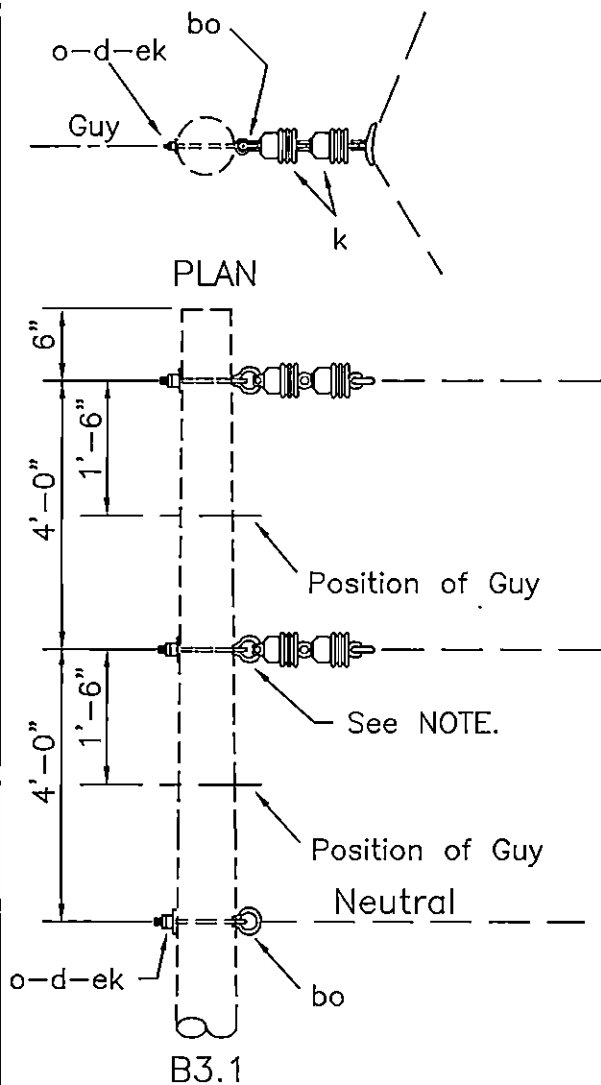 bo
o-d-ek
Guy
k
PLAN
6"
1'-6"
4'-0"
Position of Guy
See NOTE.
1'-6"
4'-0"
Position of Guy
Neutral
o-d-ek
bo
B3.1